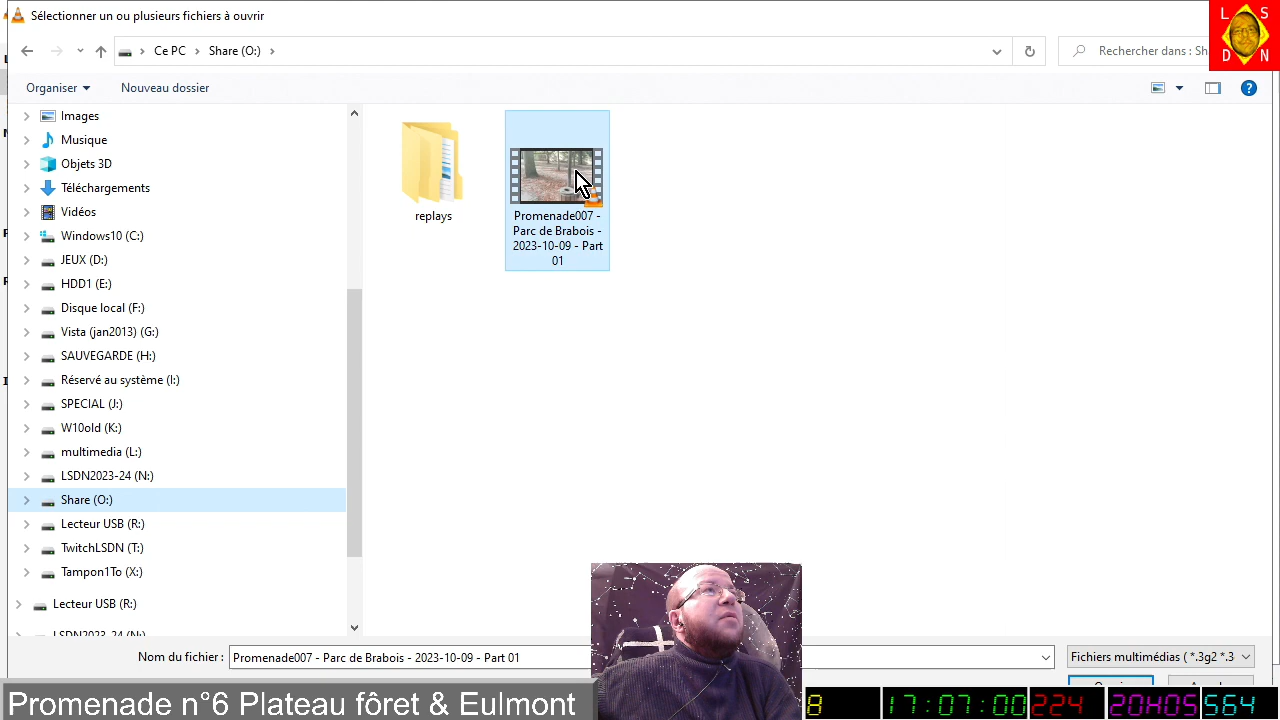 Sélectionner un ou plusieurs fichiers à ouvrir
L S
D N
Ce PC
Share (O:)
Rechercher dans : Sh
Organiser
Nouveau dossier
Images
Musique
Objets 3D
Téléchargements
Vidéos
Windows10 (C:)
JEUX (D:)
HDD1 (E:)
Disque local (F:)
Vista (jan2013) (G:)
SAUVEGARDE (H:)
Réservé au système (I:)
SPECIAL (J:)
W10old (K:)
multimedia (L:)
LSDN2023-24 (N:)
Share (O:)
Lecteur USB (R:)
TwitchLSDN (T:)
Tampon1To (X:)
Lecteur USB (R:)
LSDN2023-24 (N:)
replays
Promenade007 -
Parc de Brabois -
2023-10-09 - Part
01
Nom du fichier :
Promenade007 - Parc de Brabois - 2023-10-09 - Part 01
Fichiers multimédias ( *.3g2 *.3
Promenade n°6 Plateau fôret & Eulmont
8
17:07:00
224
20H05
564